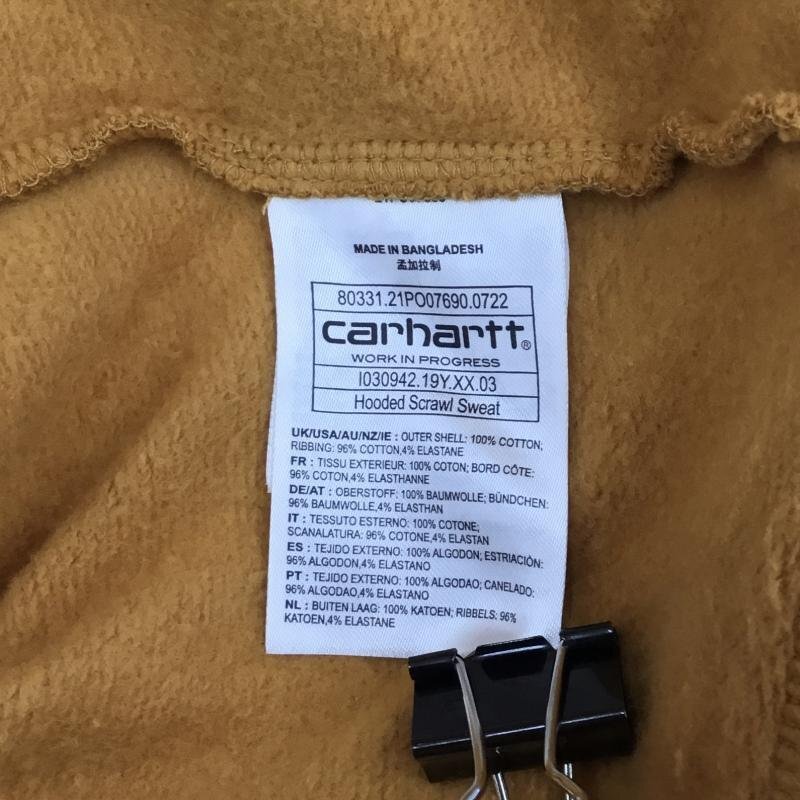 MADE IN BANGLADESH
孟加拉制
80331.21PO07690.0722
carhartt®
WORK IN PROGRESS
I030942.19Y.XX.03
Hooded Scrawl Sweat
UK/USA/AU/NZ/IE : OUTER SHELL: 100% COTTON;
RIBBING: 96% COTTON,4% ELASTANE
FR : TISSU EXTERIEUR: 100% COTON; BORD CÔTE:
96% COTON,4% ELASTHANNE
DE/AT : OBERSTOFF: 100% BAUMWOLLE; BÜNDCHEN:
96% BAUMWOLLE,4% ELASTHAN
IT : TESSUTO ESTERNO: 100% COTONE;
SCANALATURA: 96% COTONE,4% ELASTAN
ES : TEJIDO EXTERNO: 100% ALGODON; ESTRIACIÓN:
96% ALGODON,4% ELASTANO
PT : TEJIDO EXTERNO: 100% ALGODAO; CANELADO:
96% ALGODAO,4% ELASTANO
NL : BUITEN LAAG: 100% KATOEN; RIBBELS: 96%
KATOEN,4% ELASTANE